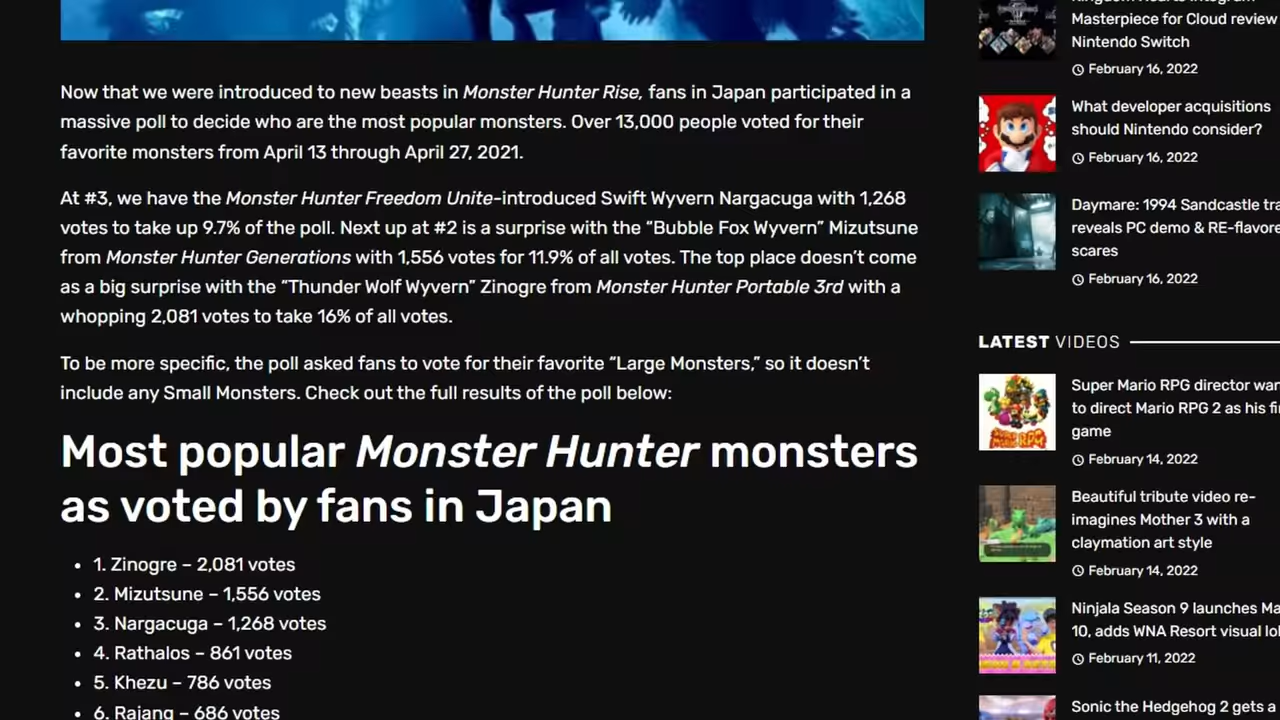 Now that we were introduced to new beasts in Monster Hunter Rise, fans in Japan participated in a
massive poll to decide who are the most popular monsters. Over 13,000 people voted for their
favorite monsters from April 13 through April 27, 2021.
At #3, we have the Monster Hunter Freedom Unite-introduced Swift Wyvern Nargacuga with 1,268
votes to take up 9.7% of the poll. Next up at #2 is a surprise with the “Bubble Fox Wyvern” Mizutsune
from Monster Hunter Generations with 1,556 votes for 11.9% of all votes. The top place doesn’t come
as a big surprise with the “Thunder Wolf Wyvern” Zinogre from Monster Hunter Portable 3rd with a
whopping 2,081 votes to take 16% of all votes.
To be more specific, the poll asked fans to vote for their favorite “Large Monsters,” so it doesn’t
include any Small Monsters. Check out the full results of the poll below:
Most popular Monster Hunter monsters
as voted by fans in Japan
• 1. Zinogre – 2,081 votes
• 2. Mizutsune – 1,556 votes
• 3. Nargacuga – 1,268 votes
• 4. Rathalos – 861 votes
• 5. Khezu – 786 votes
• 6. Rajang – 686 votes
Masterpiece for Cloud review
Nintendo Switch
February 16, 2022
What developer acquisitions
should Nintendo consider?
February 16, 2022
Daymare: 1994 Sandcastle tra
reveals PC demo & RE-flavore
scares
February 16, 2022
LATEST VIDEOS
Super Mario RPG director wan
to direct Mario RPG 2 as his fi
game
February 14, 2022
Beautiful tribute video re-
imagines Mother 3 with a
claymation art style
February 14, 2022
Ninjala Season 9 launches Ma
10, adds WNA Resort visual lo
February 11, 2022
Sonic the Hedgehog 2 gets a